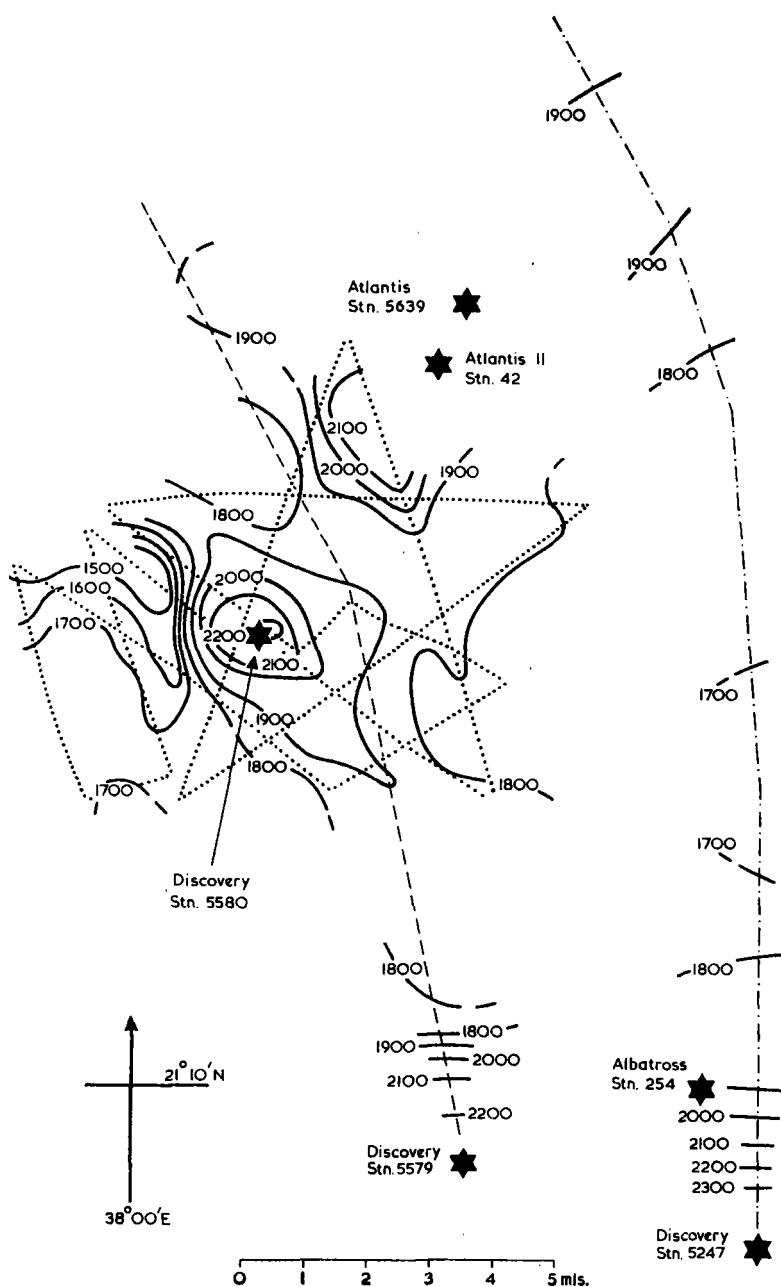 1900
1900
Atlantis
Stn. 5639
1900
Atlantis II
Stn. 42
1800
2100
2000
1900
1800
1500
2000
1600
1700
2200
2100
1700
1900
1800
1700
1800
1700
Discovery
Stn. 5580
1800
1800
1800
1900
2000
21°10'N
2100
Albatross
Stn. 254
2000
2200
2100
Discovery
Stn. 5579
2200
2300
38°00'E
Discovery
Stn. 5247
0 1 2 3 4 5 mls.